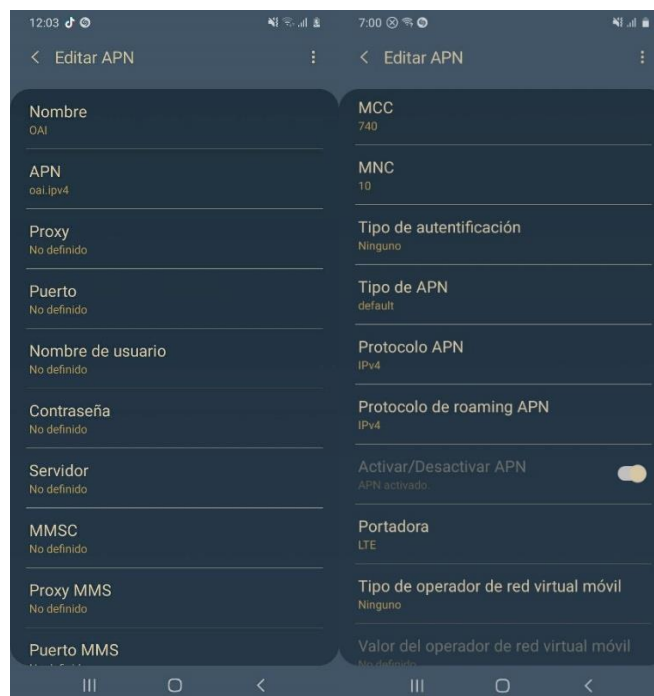 12:03
Editar APN
Nombre
OAI
APN
oai.ipv4
Proxy
No definido
Puerto
No definido
Nombre de usuario
No definido
Contraseña
No definido
Servidor
No definido
MMSC
No definido
Proxy MMS
No definido
Puerto MMS
7:00
Editar APN
MCC
740
MNC
10
Tipo de autentificación
Ninguno
Tipo de APN
default
Protocolo APN
IPv4
Protocolo de roaming APN
IPv4
Activar/Desactivar APN
APN activado.
Portadora
LTE
Tipo de operador de red virtual móvil
Ninguno
Valor del operador de red virtual móvil
No definido